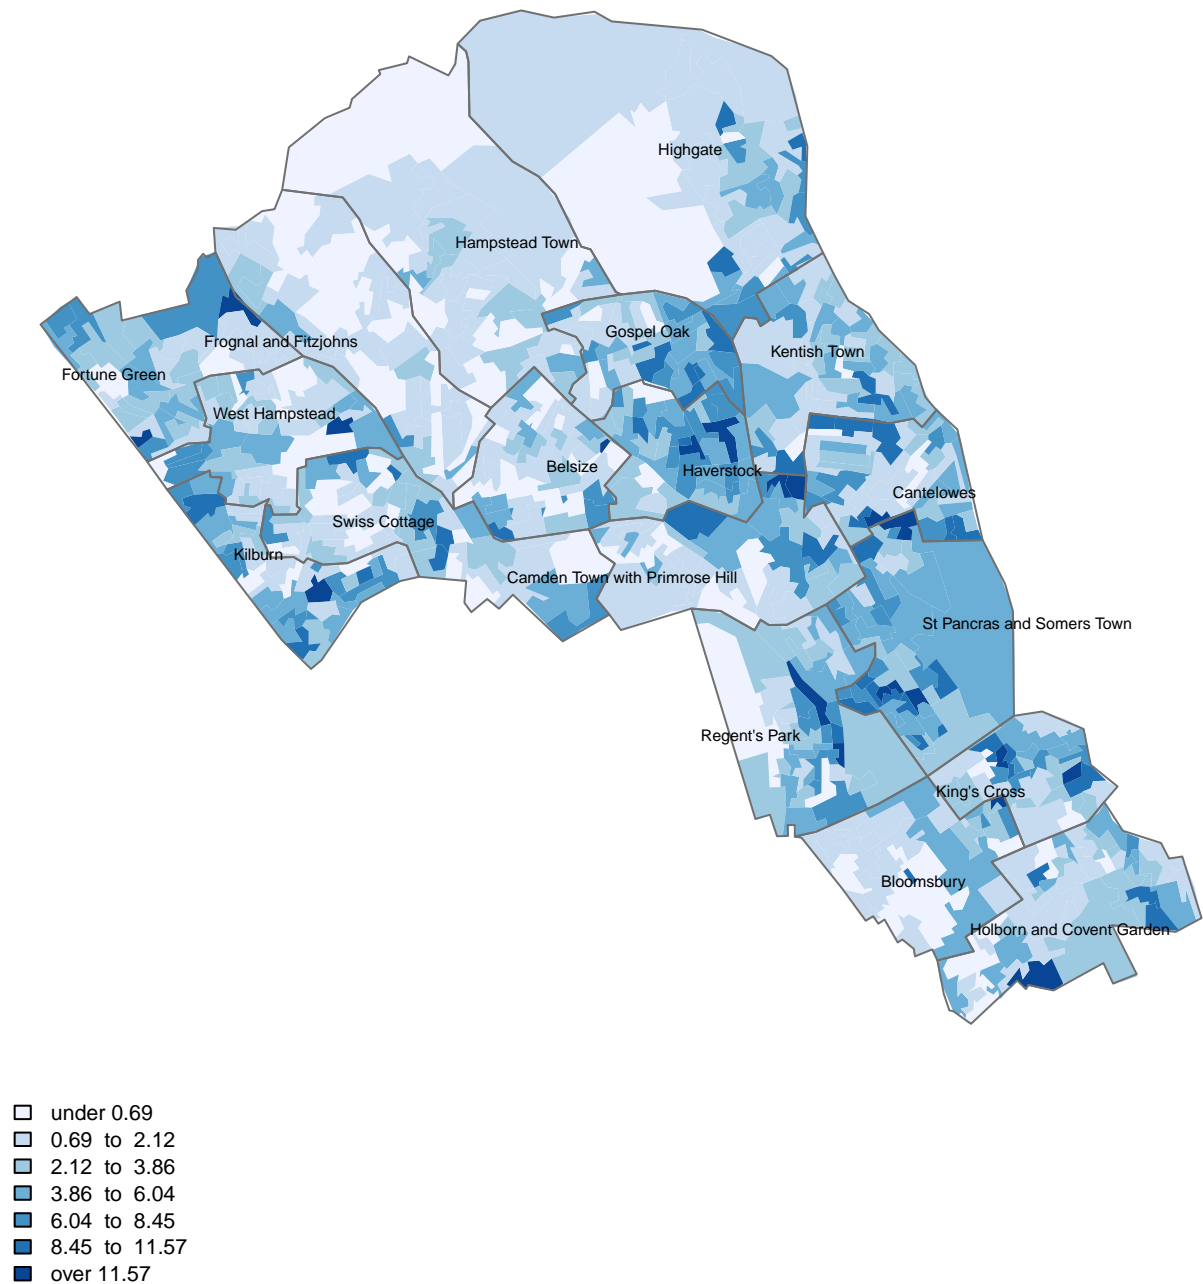 Highgate
Hampstead Town
Gospel Oak
Frognal and Fitzjohns
Kentish Town
Fortune Green
West Hampstead
Belsize
Haverstock
Cantelowes
Swiss Cottage
Kilburn
Camden Town with Primrose Hill
St Pancras and Somers Town
Regent's Park
King's Cross
Bloomsbury
Holborn and Covent Garden
under 0.69
0.69 to 2.12
2.12 to 3.86
3.86 to 6.04
6.04 to 8.45
8.45 to 11.57
over 11.57